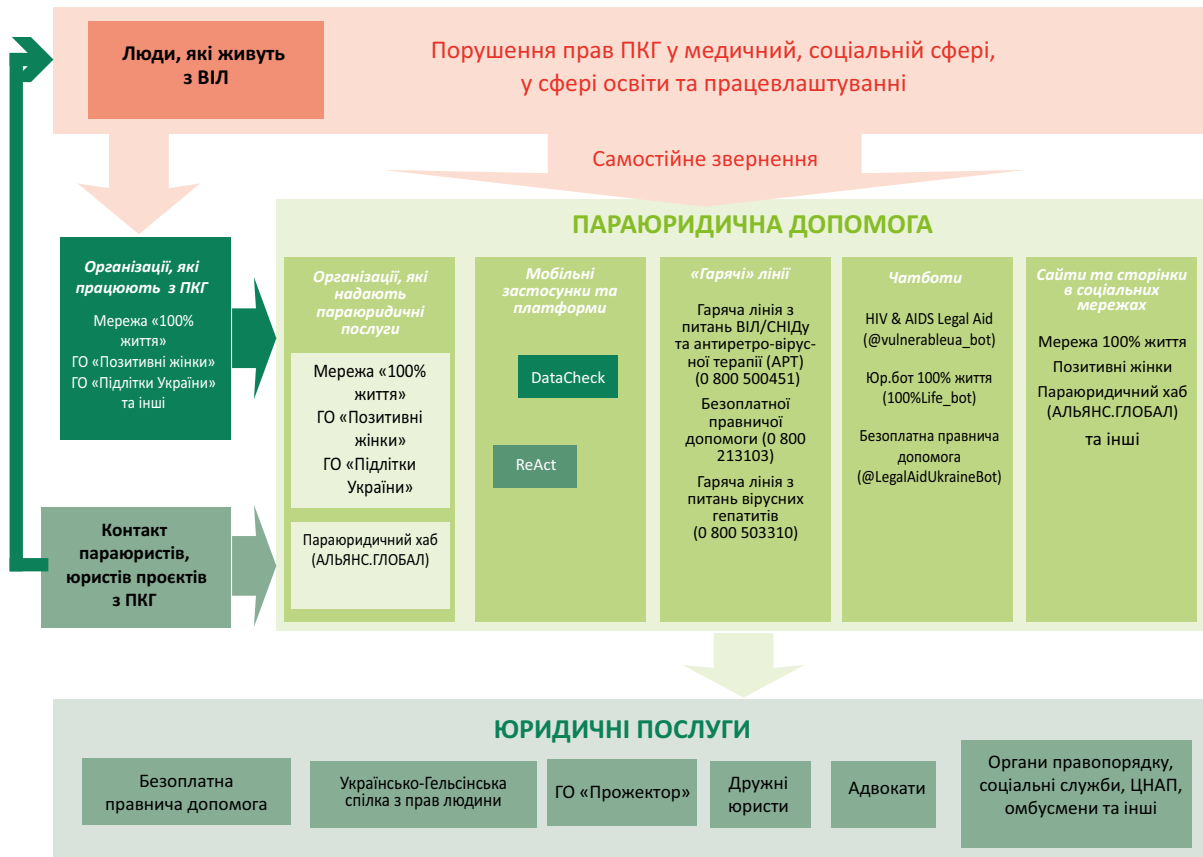 Люди, які живуть
з ВІЛ
Порушення прав ПКГ у медичний, соціальній сфері,
у сфері освіти та працевлаштуванні
Самостійне звернення
Організації, які
працюють з ПКГ
Мережа «100%
життя»
ГО «Позитивні жінки»
ГО «Підлітки України»
та інші
Контакт
параюристів,
юристів проєктів
з ПКГ
ПАРАЮРИДИЧНА ДОПОМОГА
Організації, які
надають
параюридичні
послуги
Мережа «100%
життя»
ГО «Позитивні
жінки»
ГО «Підлітки
України»
Параюридичний хаб
(АЛЬЯНС.ГЛОБАЛ)
Мобільні
застосунки та
платформи
DataCheck
ReAct
«Гарячі» лінії
Гаряча лінія з
питань ВІЛ/СНІДу
та антиретро-вірус-
ної терапії (АРТ)
(0 800 500451)
Безоплатної
правничої
допомоги (0 800
213103)
Гаряча лінія з
питань вірусних
гепатитів
(0 800 503310)
Чатботи
HIV & AIDS Legal Aid
(@vulnerableua_bot)
Юр.бот 100% життя
(100%Life_bot)
Безоплатна правнича
допомога
(@LegalAidUkraineBot)
Сайти та сторінки
в соціальних
мережах
Мережа 100% життя
Позитивні жінки
Параюридичний хаб
(АЛЬЯНС.ГЛОБАЛ)
та інші
ЮРИДИЧНІ ПОСЛУГИ
Безоплатна
правнича допомога
Українсько-Гельсінська
спілка з прав людини
ГО «Прожектор»
Дружні
юристи
Адвокати
Органи правопорядку,
соціальні служби, ЦНАП,
омбусмени та інші